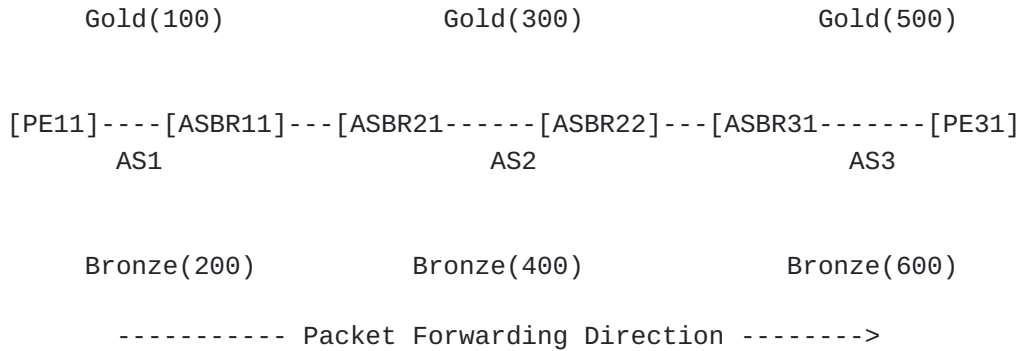 Gold(100) Gold(300) Gold(500)
[PE11]----[ASBR11]---[ASBR21------[ASBR22]---[ASBR31-------[PE31]
AS1 AS2 AS3
Bronze(200) Bronze(400) Bronze(600)
----------- Packet Forwarding Direction -------->